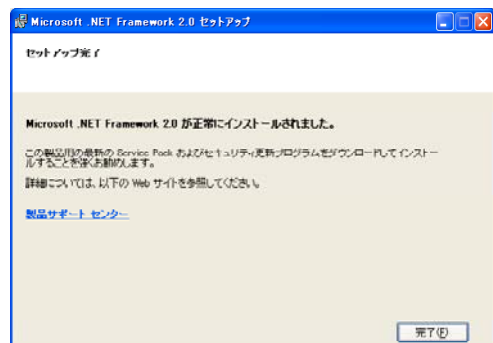 Microsoft .NET Framework 2.0 セットアップ
セットアップ完了
Microsoft .NET Framework 2.0 が正常にインストールされました。
この製品用の最新の Service Pack およびセキュリティ更新プログラムをダウンロードしてインストー
ルすることを強くお勧めします。
詳細については、以下の Web サイトを参照してください。
製品サポート センター
完了(F)